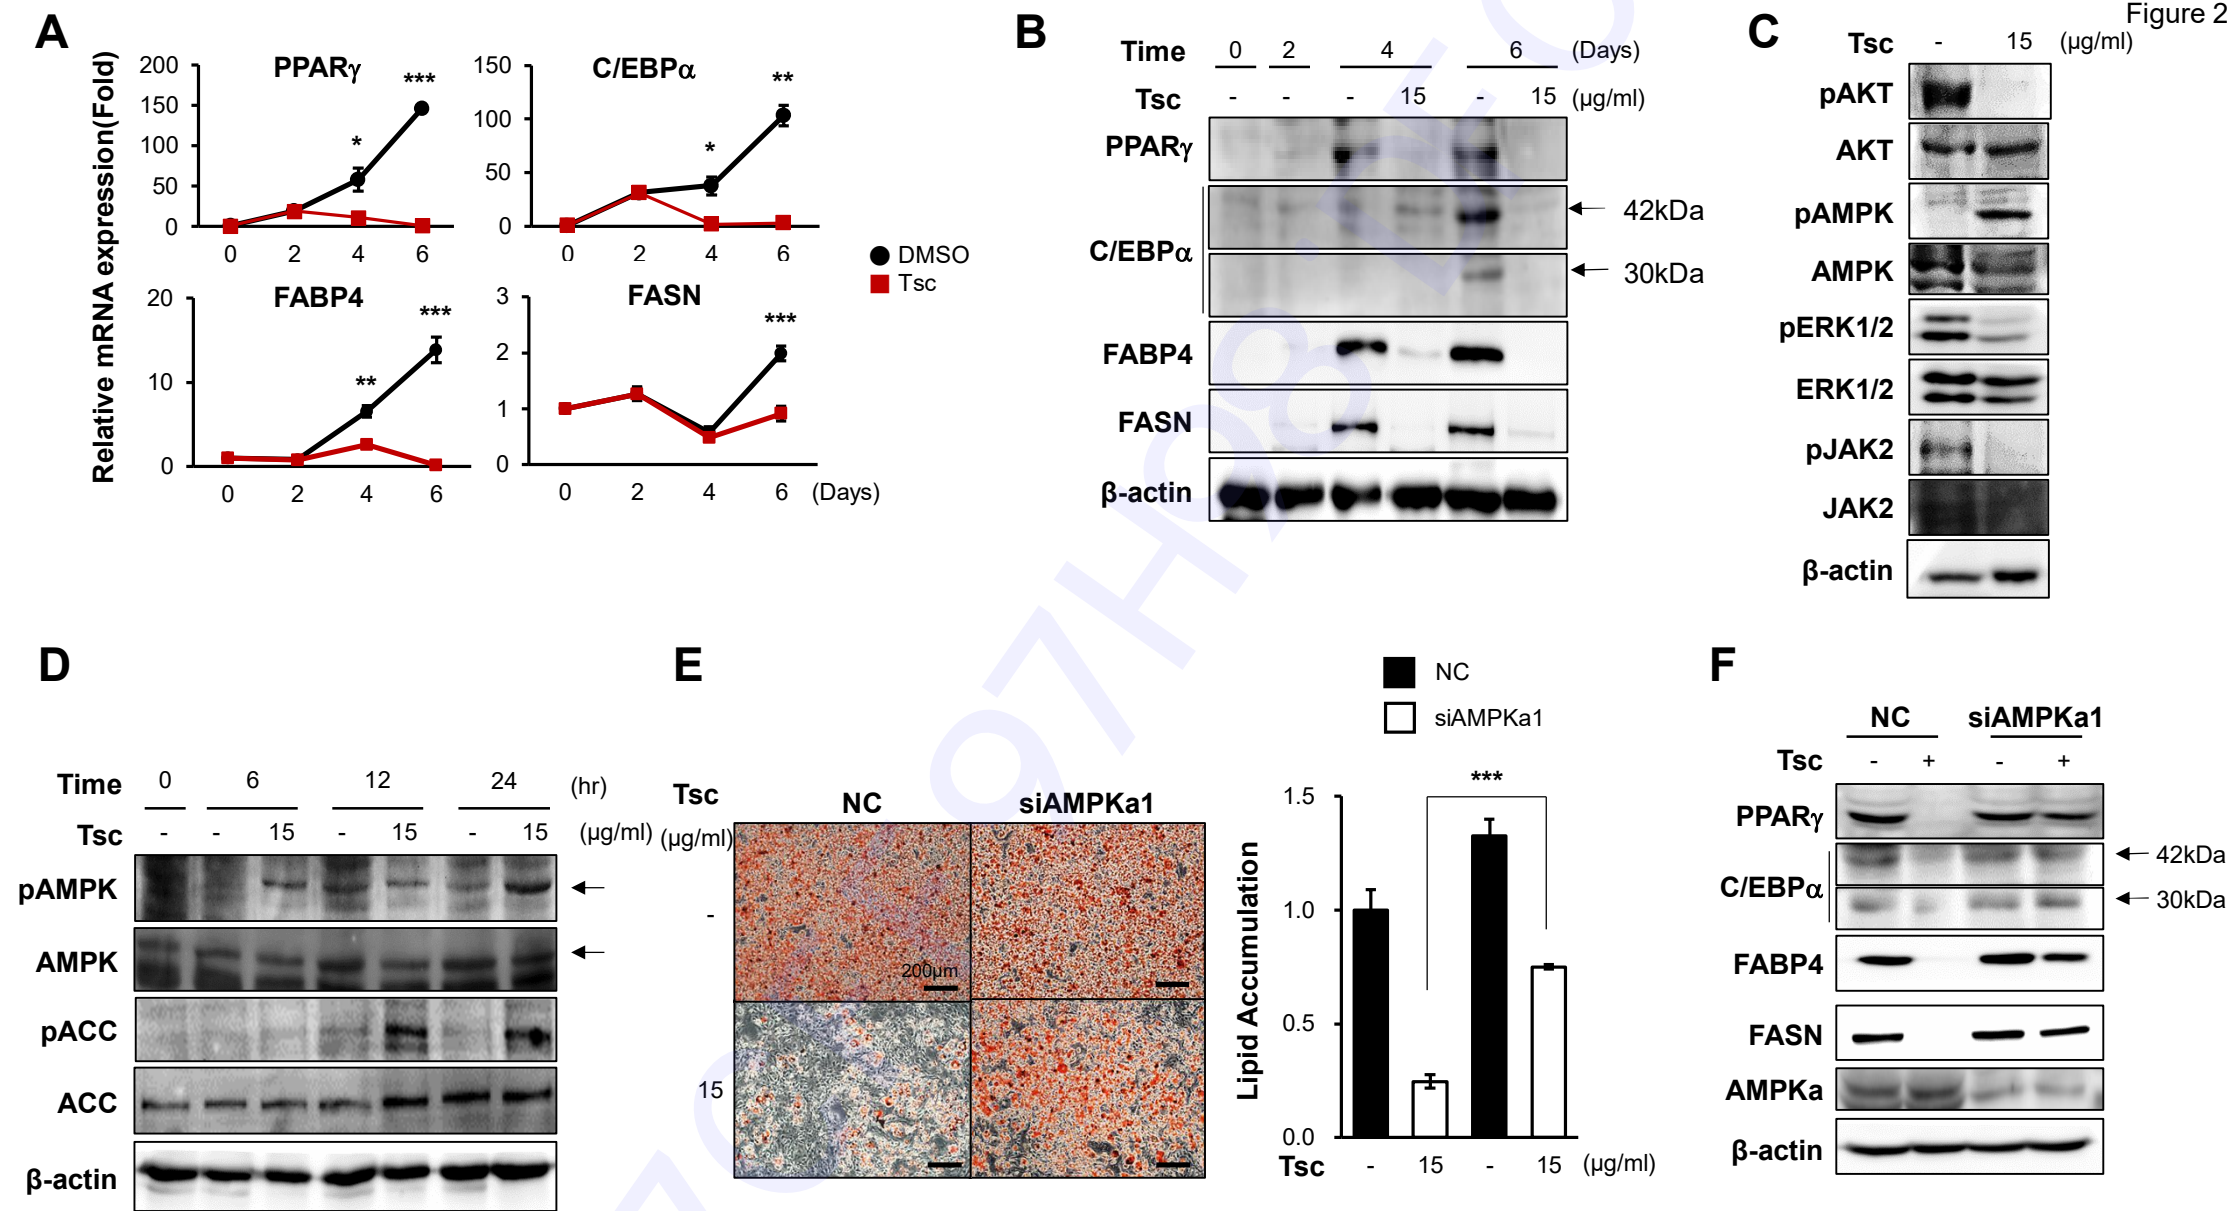 Figure 2
A
Relative mRNA expression(Fold)
PPARγ
200
150
100
50
0
*
***
0 2 4 6
C/EBPα
150
100
50
0
*
**
0 2 4 6
DMSO
Tsc
FABP4
20
10
0
**
***
0 2 4 6
FASN
3
2
1
0
***
0 2 4 6 (Days)
B
Time 0 2 4 6 (Days)
Tsc - - - 15 - 15 (μg/ml)
PPARγ
C/EBPα
42kDa
30kDa
FABP4
FASN
β-actin
C
Tsc - 15 (μg/ml)
pAKT
AKT
pAMPK
AMPK
pERK1/2
ERK1/2
pJAK2
JAK2
β-actin
D
Time 0 6 12 24 (hr)
Tsc - - 15 - 15 - 15 (μg/ml)
pAMPK
AMPK
pACC
ACC
β-actin
E
Tsc
(μg/ml)
NC siAMPKa1
-
200μm
15
NC
siAMPKa1
***
Lipid Accumulation
1.5
1.0
0.5
0.0
Tsc - 15 - 15 (μg/ml)
F
NC siAMPKa1
Tsc - + - +
PPARγ
C/EBPα
42kDa
30kDa
FABP4
FASN
AMPKa
β-actin